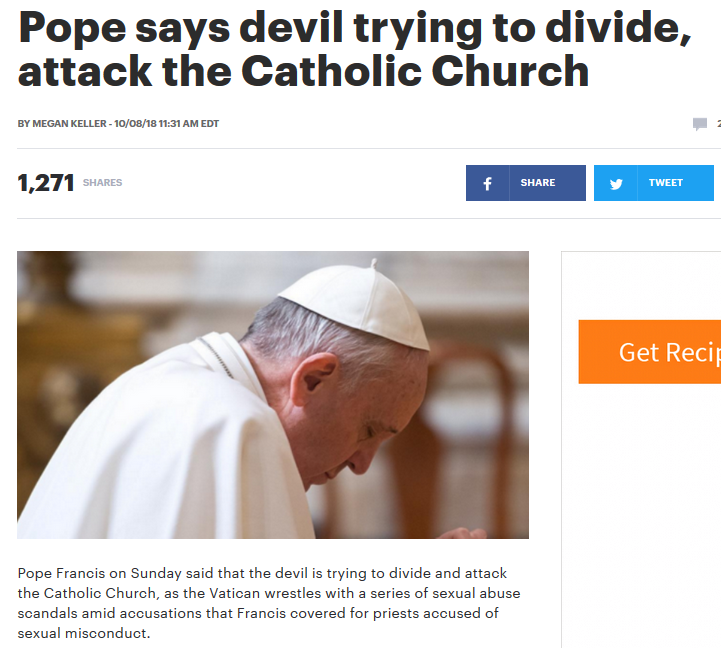 Pope says devil trying to divide,
attack the Catholic Church
BY MEGAN KELLER - 10/08/18 11:31 AM EDT
2
1,271 SHARES
SHARE
TWEET
Get Recip
Pope Francis on Sunday said that the devil is trying to divide and attack
the Catholic Church, as the Vatican wrestles with a series of sexual abuse
scandals amid accusations that Francis covered for priests accused of
sexual misconduct.